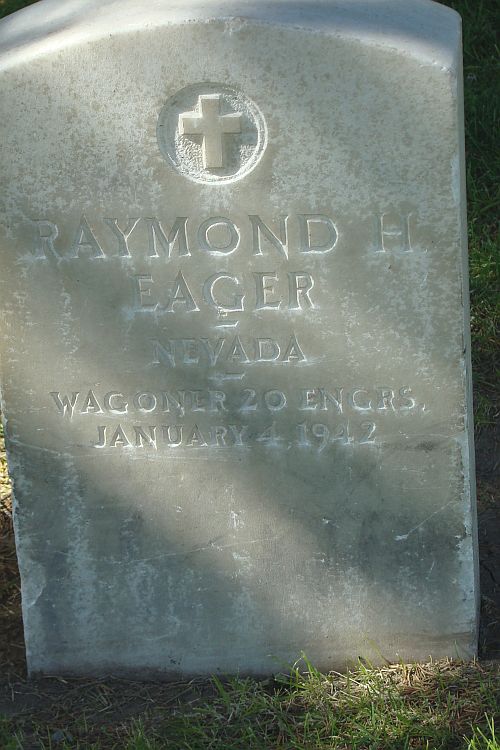 RAYMOND H
EAGER
NEVADA
WAGONER 20 ENGRS.
JANUARY 4, 1942